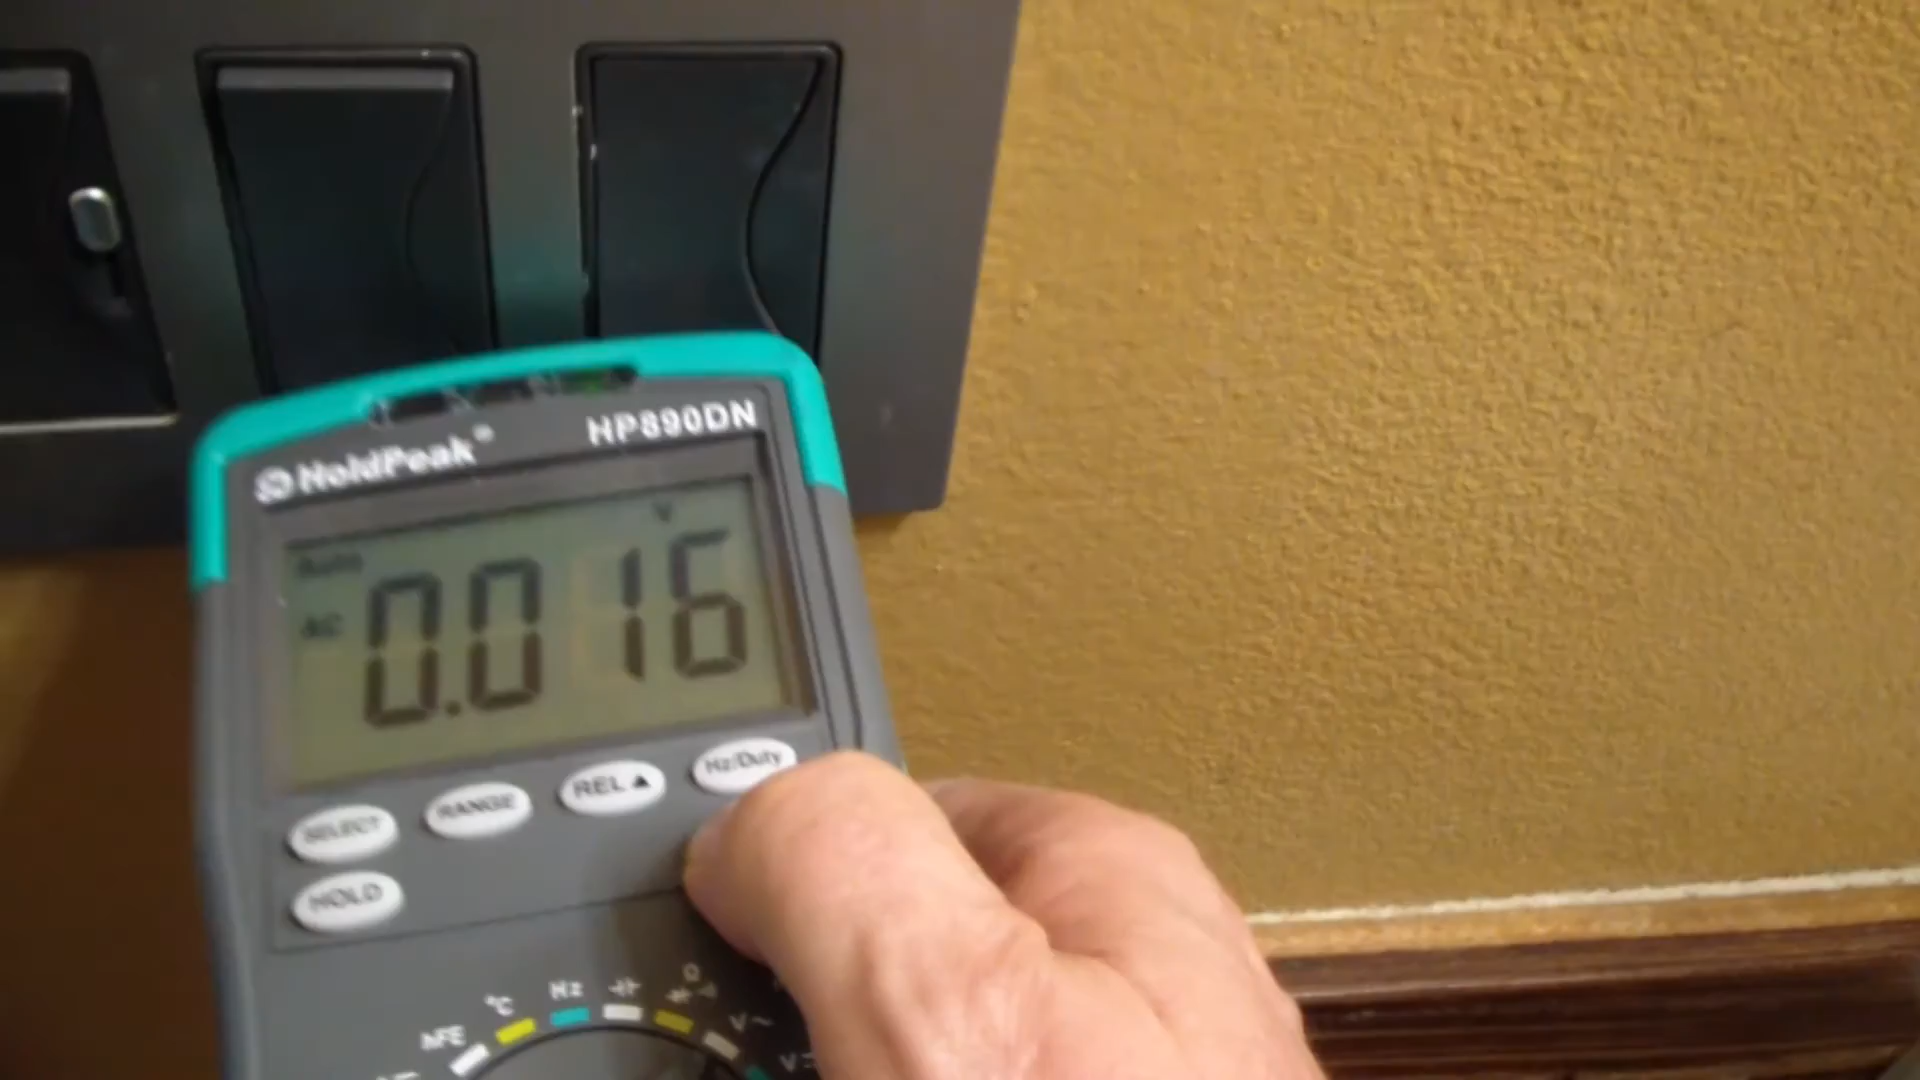 HoldPeak®
HP890DN
V
Auto
AC
0.016
SELECT
RANGE
REL▲
Hz/Duty
HOLD
hFE
°C
Hz
Ω
V~